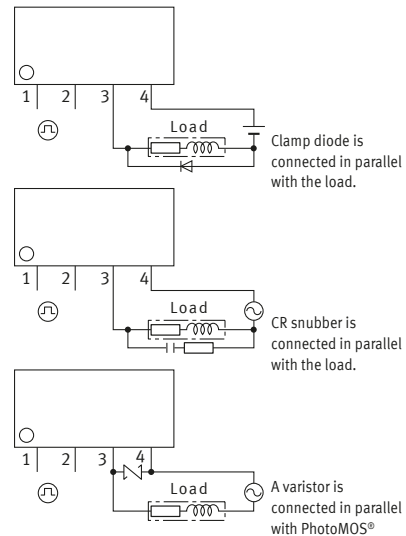 1 2 3 4
Load
Clamp diode is
connected in parallel
with the load.
1 2 3 4
Load
CR snubber is
connected in parallel
with the load.
1 2 3 4
Load
A varistor is
connected in parallel
with PhotoMOS®